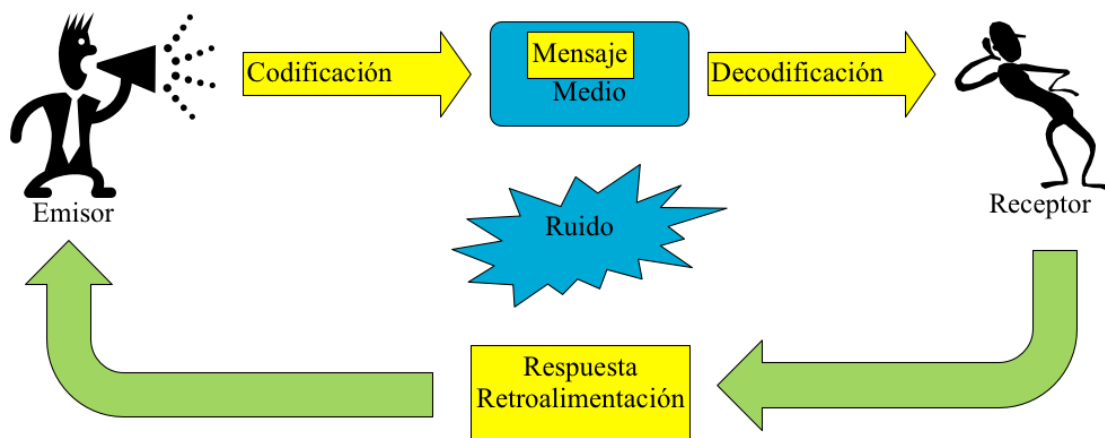 Codificación
Mensaje
Medio
Decodificación
Emisor
Receptor
Ruido
Respuesta
Retroalimentación